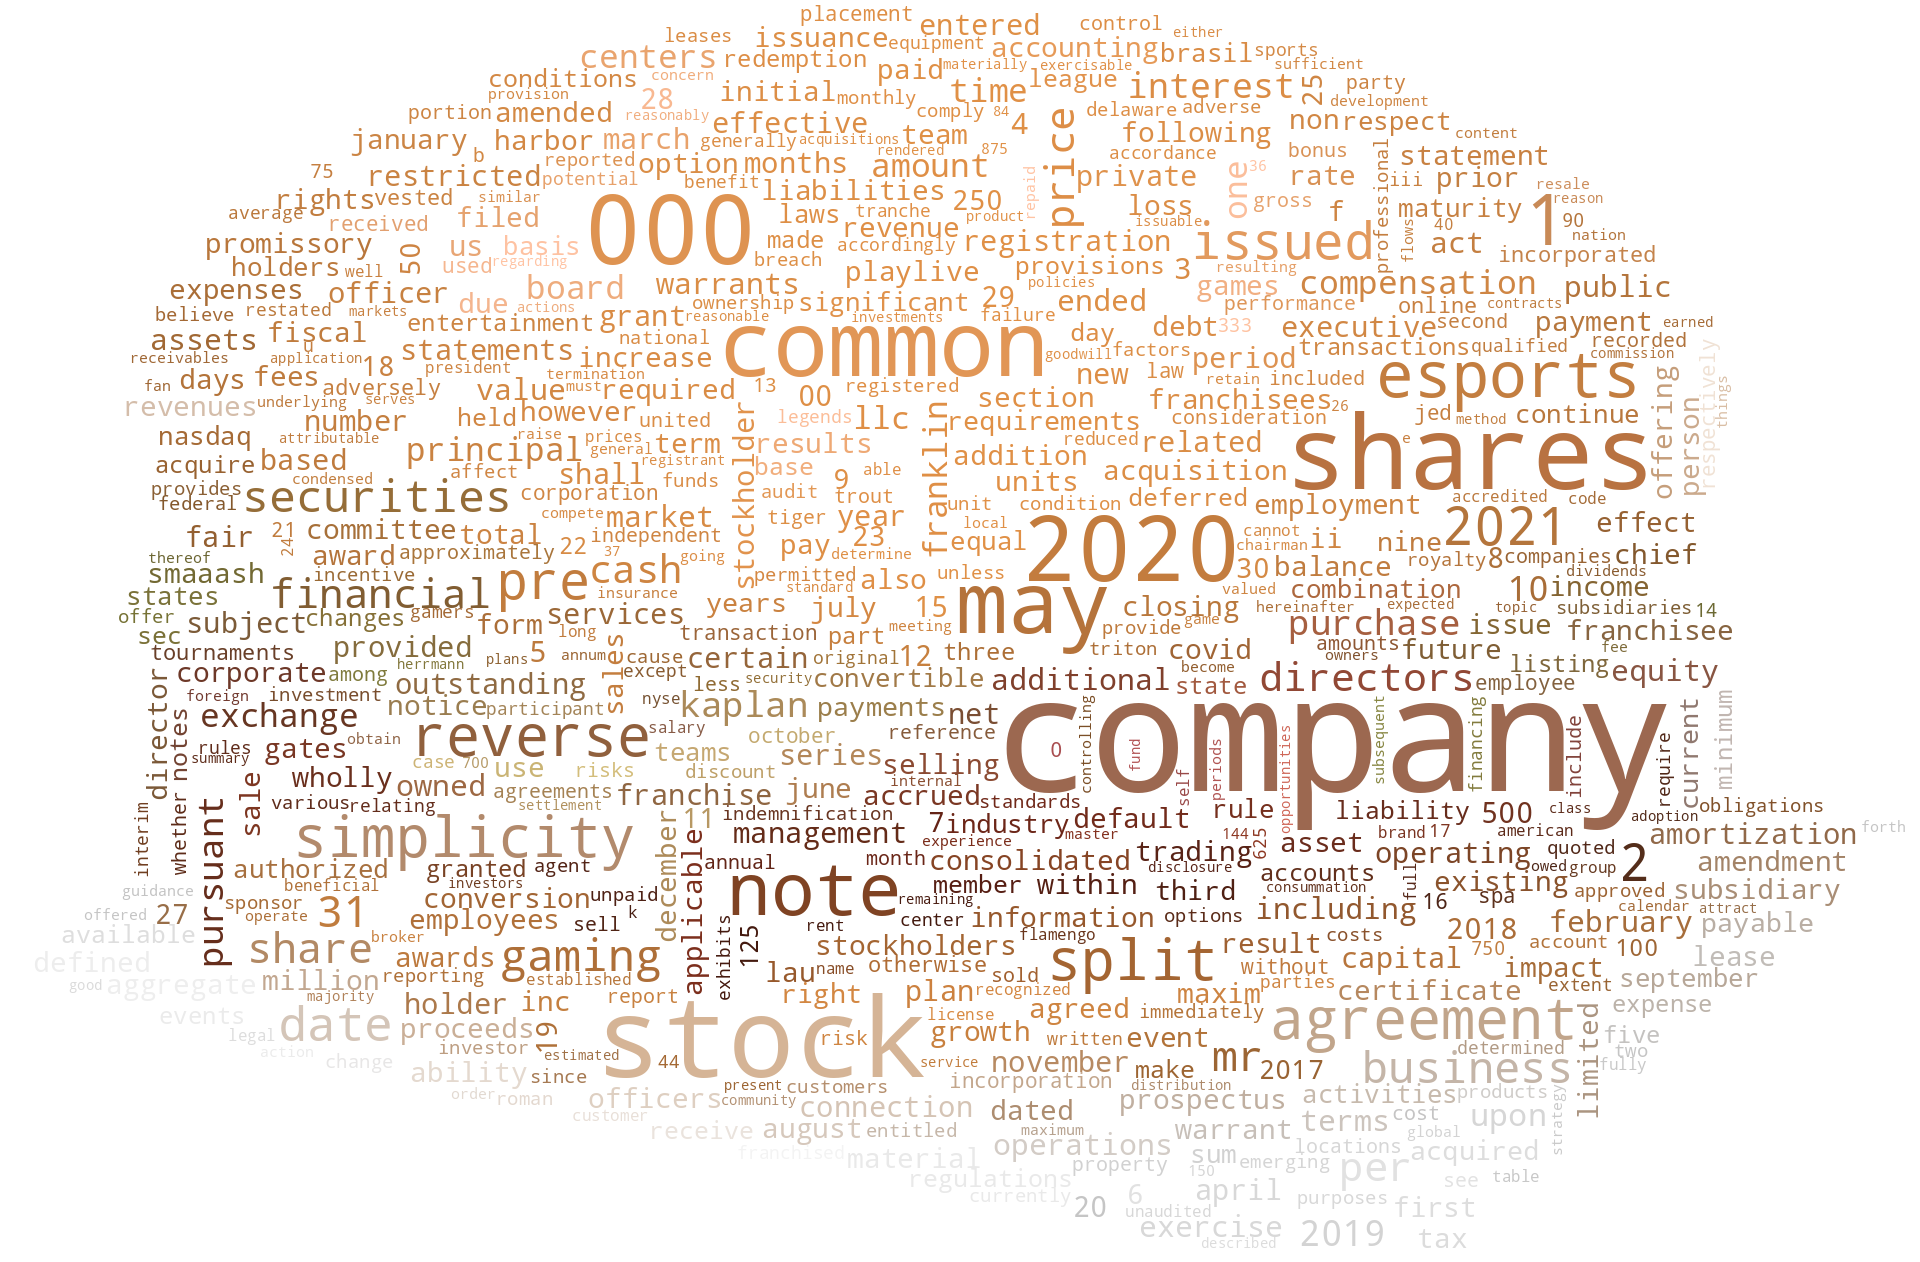 placement
entered
control
either
leases
issuance
equipment
accounting
brasil
sports
centers
redemption
materially
exercisable
sufficient
conditions
concern
paid
time
league
interest
25
party
provision
28
initial
monthly
development
portion
amended
reasonably
comply
84
delaware
adverse
non
respect
content
january
harbor
march
effective
team
4
price
following
b
generally
acquisitions
rendered
875
accordance
bonus
professional
statement
75
reported
option
months
amount
private
one
36
rate
iii
prior
resale
restricted
potential
benefit
liabilities
250
repaid
loss
gross
f
maturity
1
reason
rights
vested
similar
average
received
filed
000
laws
tranche
product
issuable
issued
flows
40
90
nation
promissory
50
us
basis
made
revenue
registration
act
incorporated
holders
well
used
regarding
breach
accordingly
playlive
provisions
3
resulting
expenses
officer
board
warrants
policies
games
compensation
public
believe
restated
markets
due
actions
ownership
significant
29
ended
performance
online
contracts
assets
fiscal
entertainment
grant
reasonable
investments
failure
day
debt
333
executive
second
payment
earned
receivables
u
application
statements
national
common
goodwill
factors
period
transactions
qualified
recorded
commission
respectively
fan
days
fees
18
president
increase
termination
new
law
retain
included
esports
things
revenues
underlying
adversely
serves
value
must
required
13
00
registered
section
franchisees
26
jed
method
continue
offering
person
number
held
however
united
stockholder
legends
llc
franklin
requirements
consideration
shares
nasdaq
attributable
raise
prices
term
results
reduced
related
e
acquire
based
principal
general
registrant
base
able
addition
acquisition
provides
condensed
affect
shall
funds
9
units
federal
securities
corporation
audit
trout
unit
condition
deferred
employment
accredited
code
fair
21
committee
total
compete
market
tiger
year
local
2020
cannot
2021
effect
24
award
approximately
22
independent
37
pay
23
equal
chairman
ii
nine
royalty
8
companies
chief
thereof
smaaash
incentive
pre
cash
going
determine
unless
30
balance
dividends
states
financial
insurance
permitted
standard
also
may
valued
combination
10
income
offer
gamers
services
years
july
15
closing
hereinafter
expected
topic
subsidiaries
14
sec
subject
changes
form
long
transaction
part
meeting
provide
game
purchase
issue
franchisee
tournaments
provided
plans
5
annum
sales
cause
certain
original
12
three
triton
covid
amounts
future
fee
director
corporate
among
herrmann
except
less
security
convertible
additional
become
state
directors
owners
listing
equity
foreign
investment
outstanding
nyse
kaplan
payments
employee
notes
exchange
notice
participant
salary
net
company
controlling
subsequent
financing
include
require
current
minimum
rules
gates
obtain
reverse
teams
october
reference
0
fund
periods
opportunities
whether
summary
case
700
use
risks
discount
series
selling
self
interim
sale
wholly
owned
agreements
franchise
june
internal
accrued
standards
rule
liability
500
class
adoption
obligations
forth
pursuant
various
relating
settlement
december
11
indemnification
7
industry
default
144
625
brand
17
american
simplicity
applicable
management
master
experience
trading
asset
operating
quoted
2
amortization
authorized
granted
agent
annual
month
consolidated
disclosure
accounts
full
owed
group
amendment
guidance
beneficial
investors
unpaid
note
remaining
member
within
third
consummation
existing
approved
subsidiary
offered
27
sponsor
operate
31
conversion
employees
sell
k
125
rent
center
information
options
including
16
spa
calendar
attract
available
broker
exhibits
flamengo
february
payable
defined
share
awards
gaming
lau
name
stockholders
otherwise
split
result
costs
2018
750
account
100
good
aggregate
million
reporting
established
sold
without
parties
capital
impact
lease
majority
holder
inc
report
right
plan
recognized
maxim
certificate
extent
september
events
date
proceeds
19
stock
license
agreed
immediately
agreement
limited
expense
legal
investor
risk
growth
written
event
determined
five
action
change
estimated
44
service
november
make
mr
2017
business
two
fully
ability
since
present
customers
incorporation
distribution
order
roman
officers
community
connection
dated
prospectus
activities
products
customer
receive
august
entitled
maximum
warrant
terms
cost
upon
strategy
franchised
material
operations
sum
locations
global
acquired
regulations
property
150
emerging
per
currently
6
april
purposes
see
table
20
unaudited
first
exercise
described
2019
tax